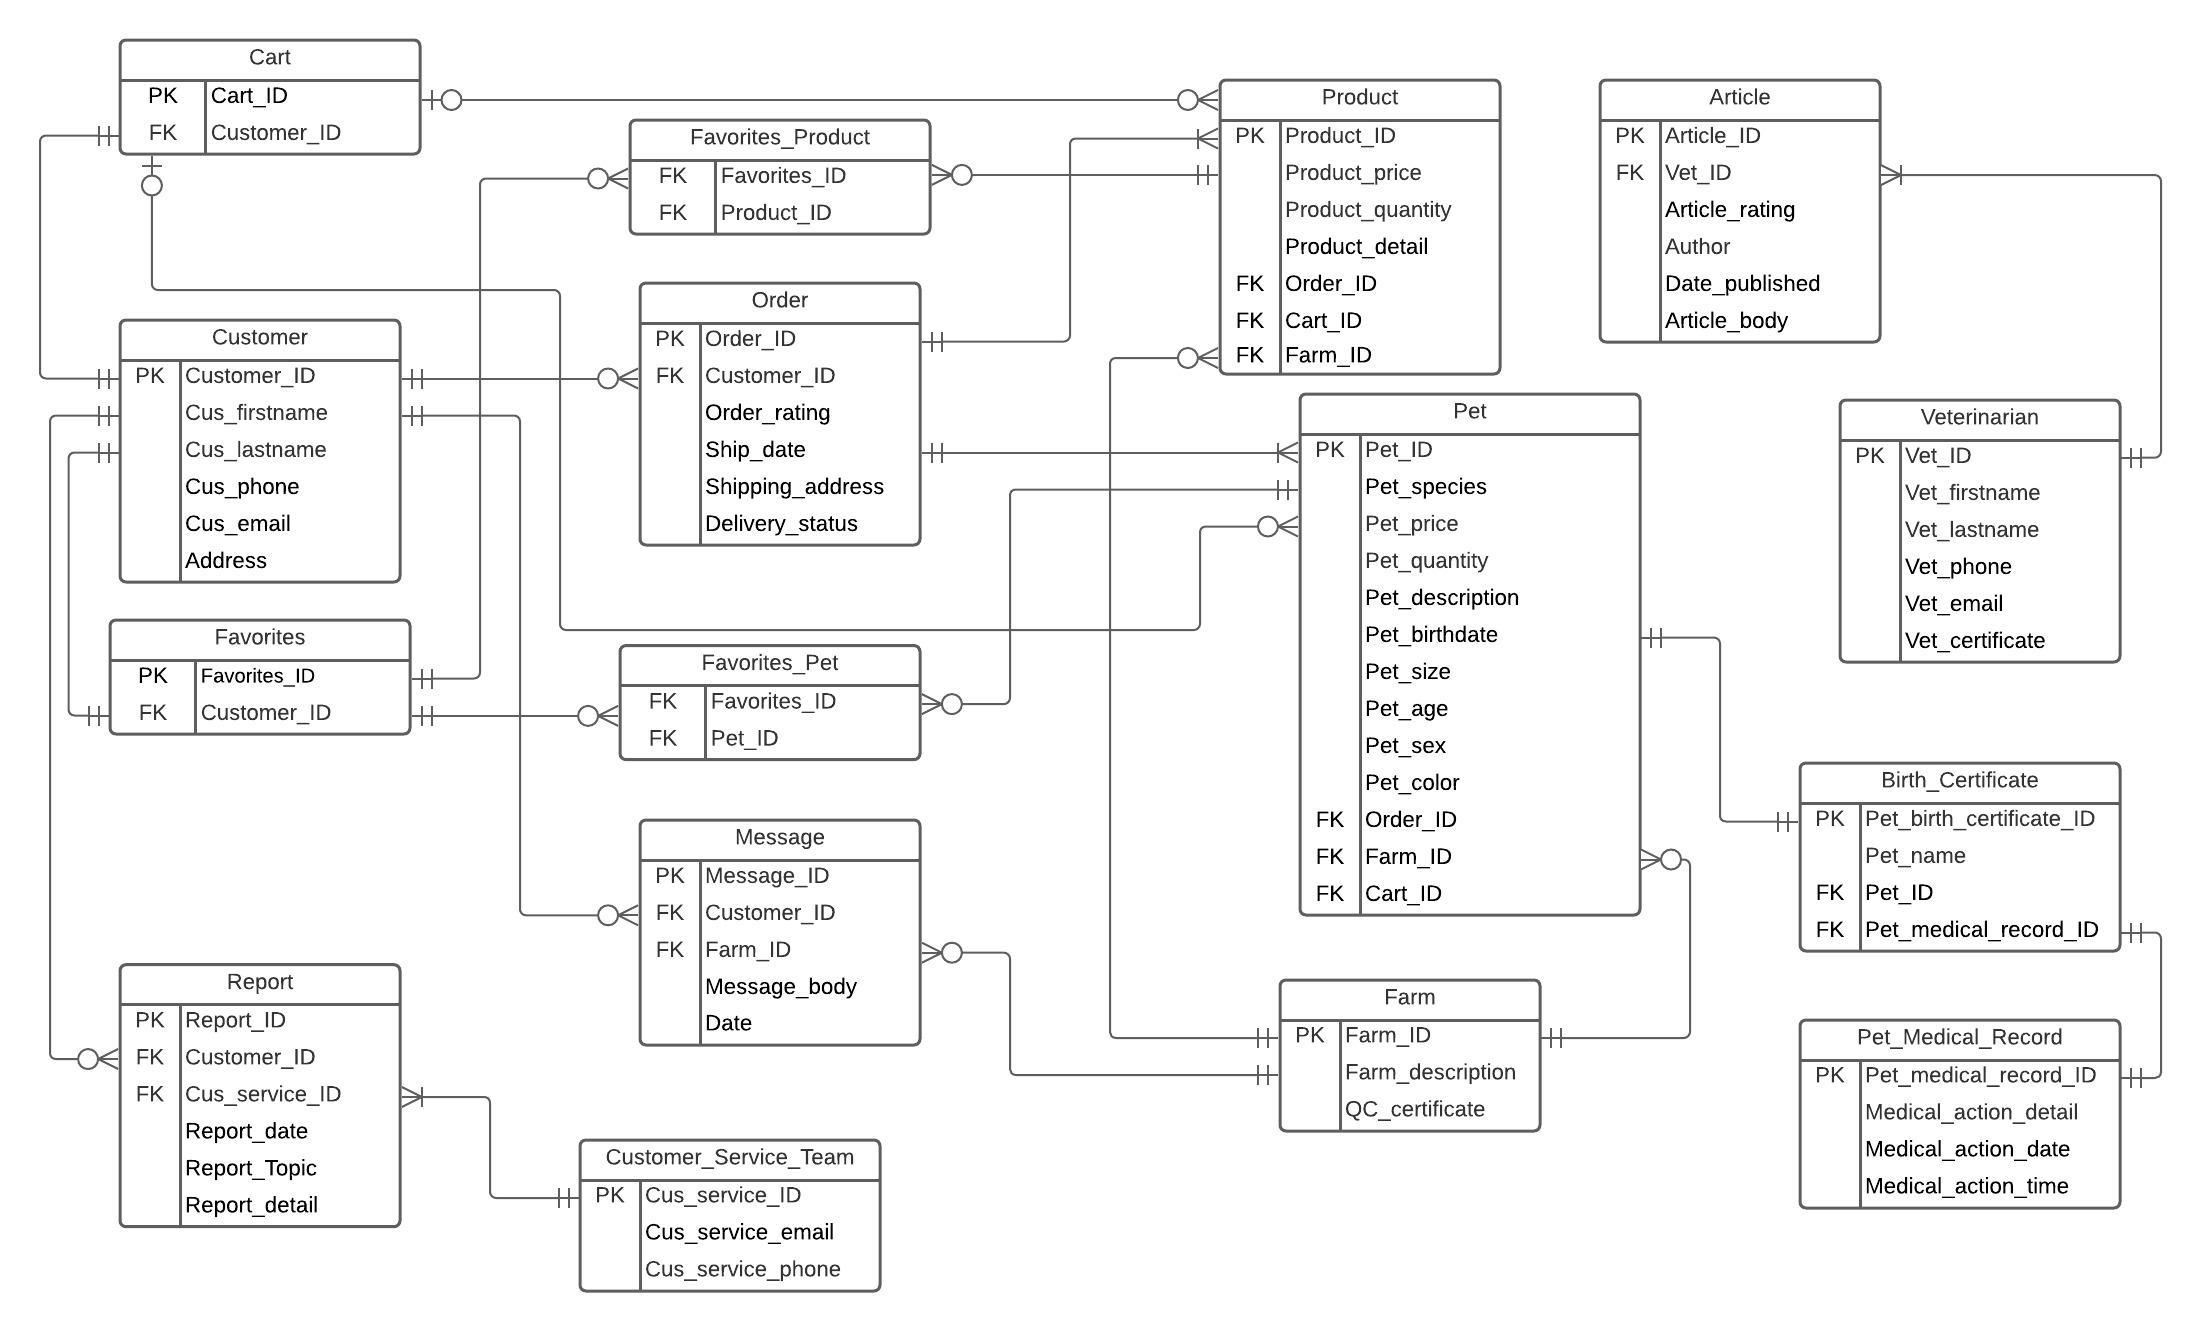 Cart
PK Cart_ID
FK Customer_ID
Favorites_Product
FK Favorites_ID
FK Product_ID
Product
PK Product_ID
Product_price
Product_quantity
Product_detail
FK Order_ID
FK Cart_ID
FK Farm_ID
Article
PK Article_ID
FK Vet_ID
Article_rating
Author
Date_published
Article_body
Customer
PK Customer_ID
Cus_firstname
Cus_lastname
Cus_phone
Cus_email
Address
Order
PK Order_ID
FK Customer_ID
Order_rating
Ship_date
Shipping_address
Delivery_status
Pet
PK Pet_ID
Pet_species
Pet_price
Pet_quantity
Pet_description
Pet_birthdate
Pet_size
Pet_age
Pet_sex
Pet_color
FK Order_ID
FK Farm_ID
FK Cart_ID
Veterinarian
PK Vet_ID
Vet_firstname
Vet_lastname
Vet_phone
Vet_email
Vet_certificate
Favorites
PK Favorites_ID
FK Customer_ID
Favorites_Pet
FK Favorites_ID
FK Pet_ID
Birth_Certificate
PK Pet_birth_certificate_ID
Pet_name
FK Pet_ID
FK Pet_medical_record_ID
Message
PK Message_ID
FK Customer_ID
FK Farm_ID
Message_body
Date
Report
PK Report_ID
FK Customer_ID
FK Cus_service_ID
Report_date
Report_Topic
Report_detail
Farm
PK Farm_ID
Farm_description
QC_certificate
Pet_Medical_Record
PK Pet_medical_record_ID
Medical_action_detail
Medical_action_date
Medical_action_time
Customer_Service_Team
PK Cus_service_ID
Cus_service_email
Cus_service_phone